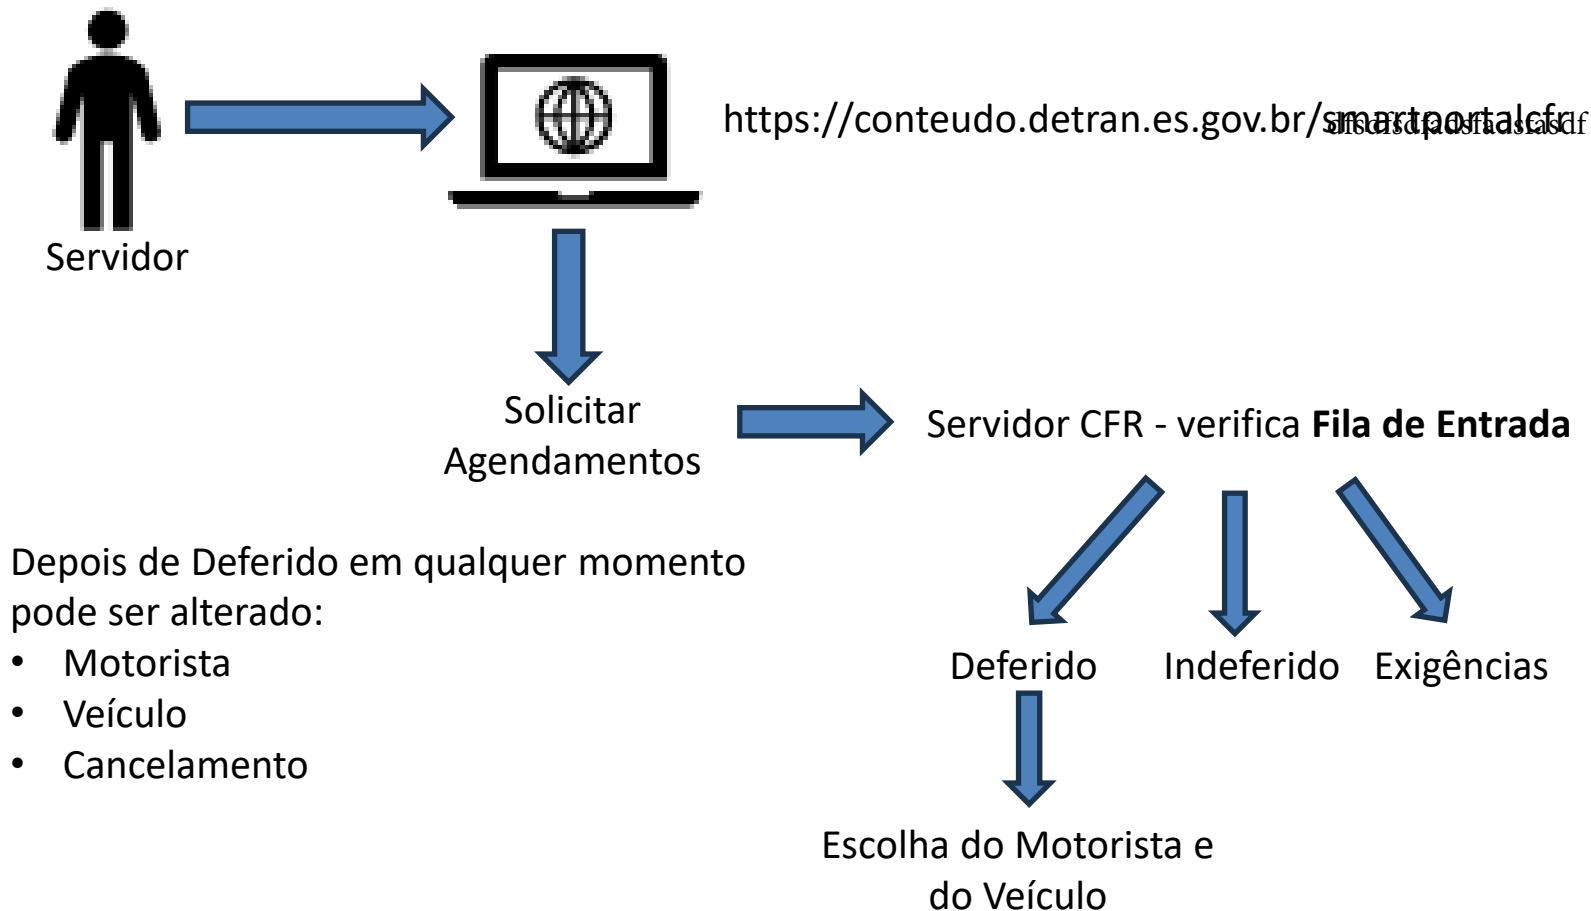 https://conteudo.detran.es.gov.br/smartportalcfr
Servidor
Solicitar
Agendamentos
Servidor CFR - verifica Fila de Entrada
Depois de Deferido em qualquer momento
pode ser alterado:
• Motorista
• Veículo
• Cancelamento
Deferido
Indeferido
Exigências
Escolha do Motorista e
do Veículo